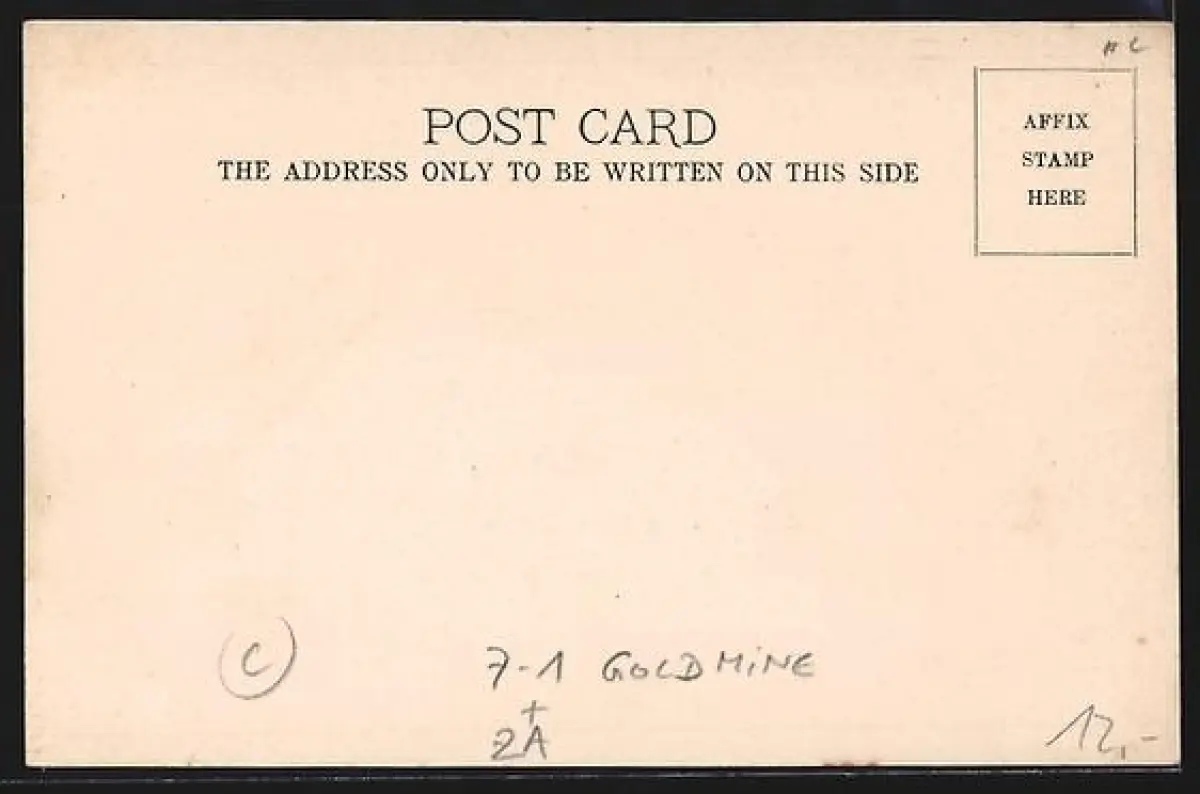 POST CARD
THE ADDRESS ONLY TO BE WRITTEN ON THIS SIDE
AFFIX
STAMP
HERE
C
7-1 GOLDMINE
+
2A
12,-